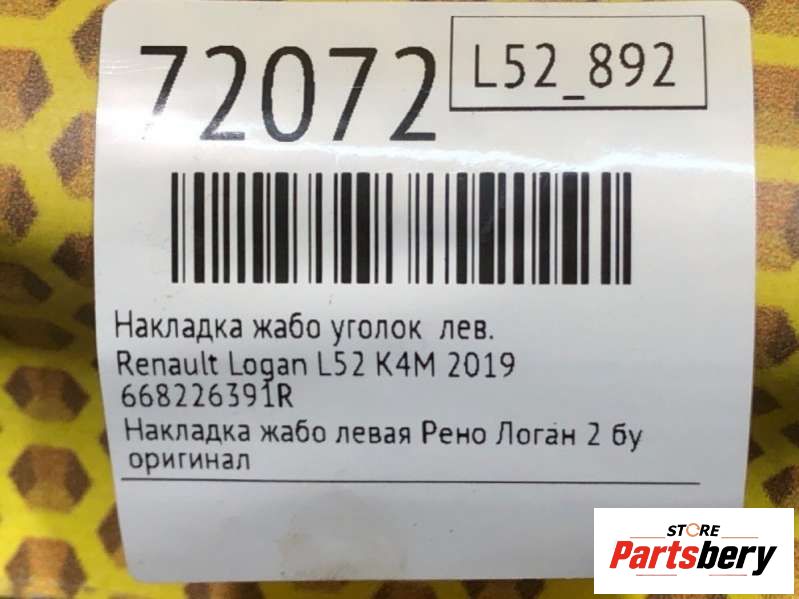 72072
L52_892
Накладка жабо уголок лев.
Renault Logan L52 K4M 2019
668226391R
Накладка жабо левая Рено Логан 2 бу
оригинал
STORE
Partsbery